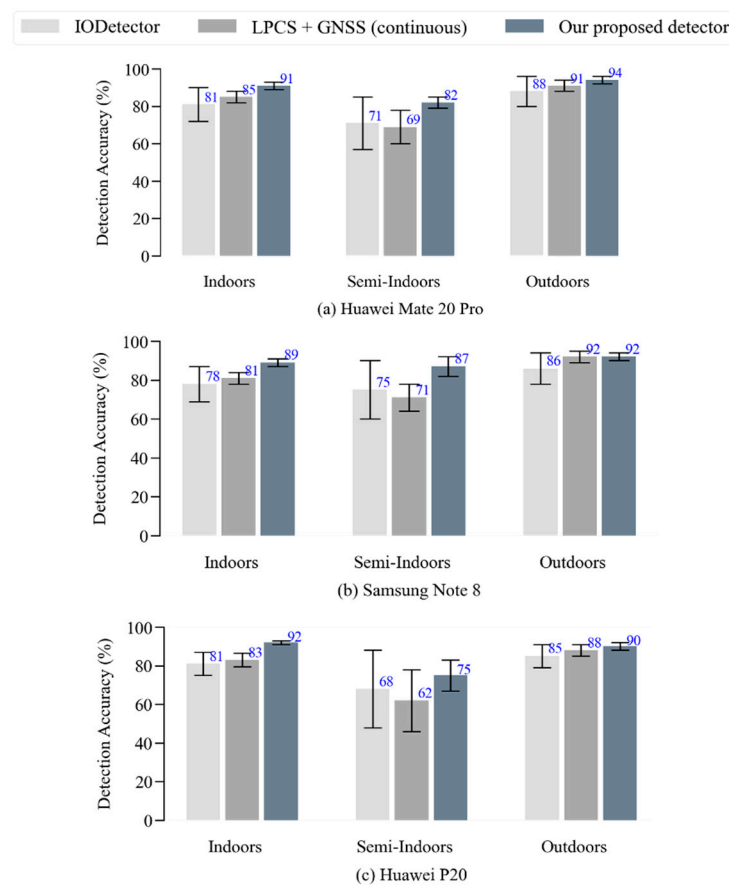 IODetector LPCS + GNSS (continuous) Our proposed detector
Detection Accuracy (%)
100
80
60
40
20
0
81 85 91
71 69 82
88 91 94
Indoors Semi-Indoors Outdoors
(a) Huawei Mate 20 Pro
Detection Accuracy (%)
100
80
60
40
20
0
78 81 89
75 71 87
86 92 92
Indoors Semi-Indoors Outdoors
(b) Samsung Note 8
Detection Accuracy (%)
100
80
60
40
20
0
81 83 92
68 62 75
85 88 90
Indoors Semi-Indoors Outdoors
(c) Huawei P20